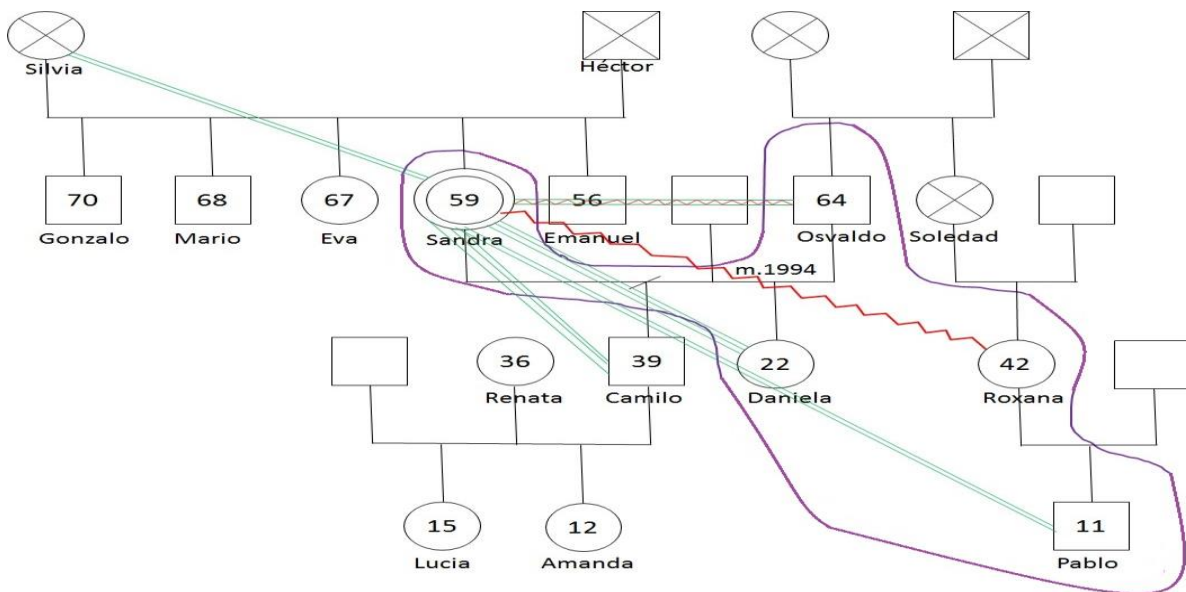 Silvia
Héctor
70
68
67
59
56
64
Gonzalo
Mario
Eva
Sandra
Emanuel
Osvaldo
Soledad
m.1994
36
39
22
42
Renata
Camilo
Daniela
Roxana
15
12
11
Lucia
Amanda
Pablo